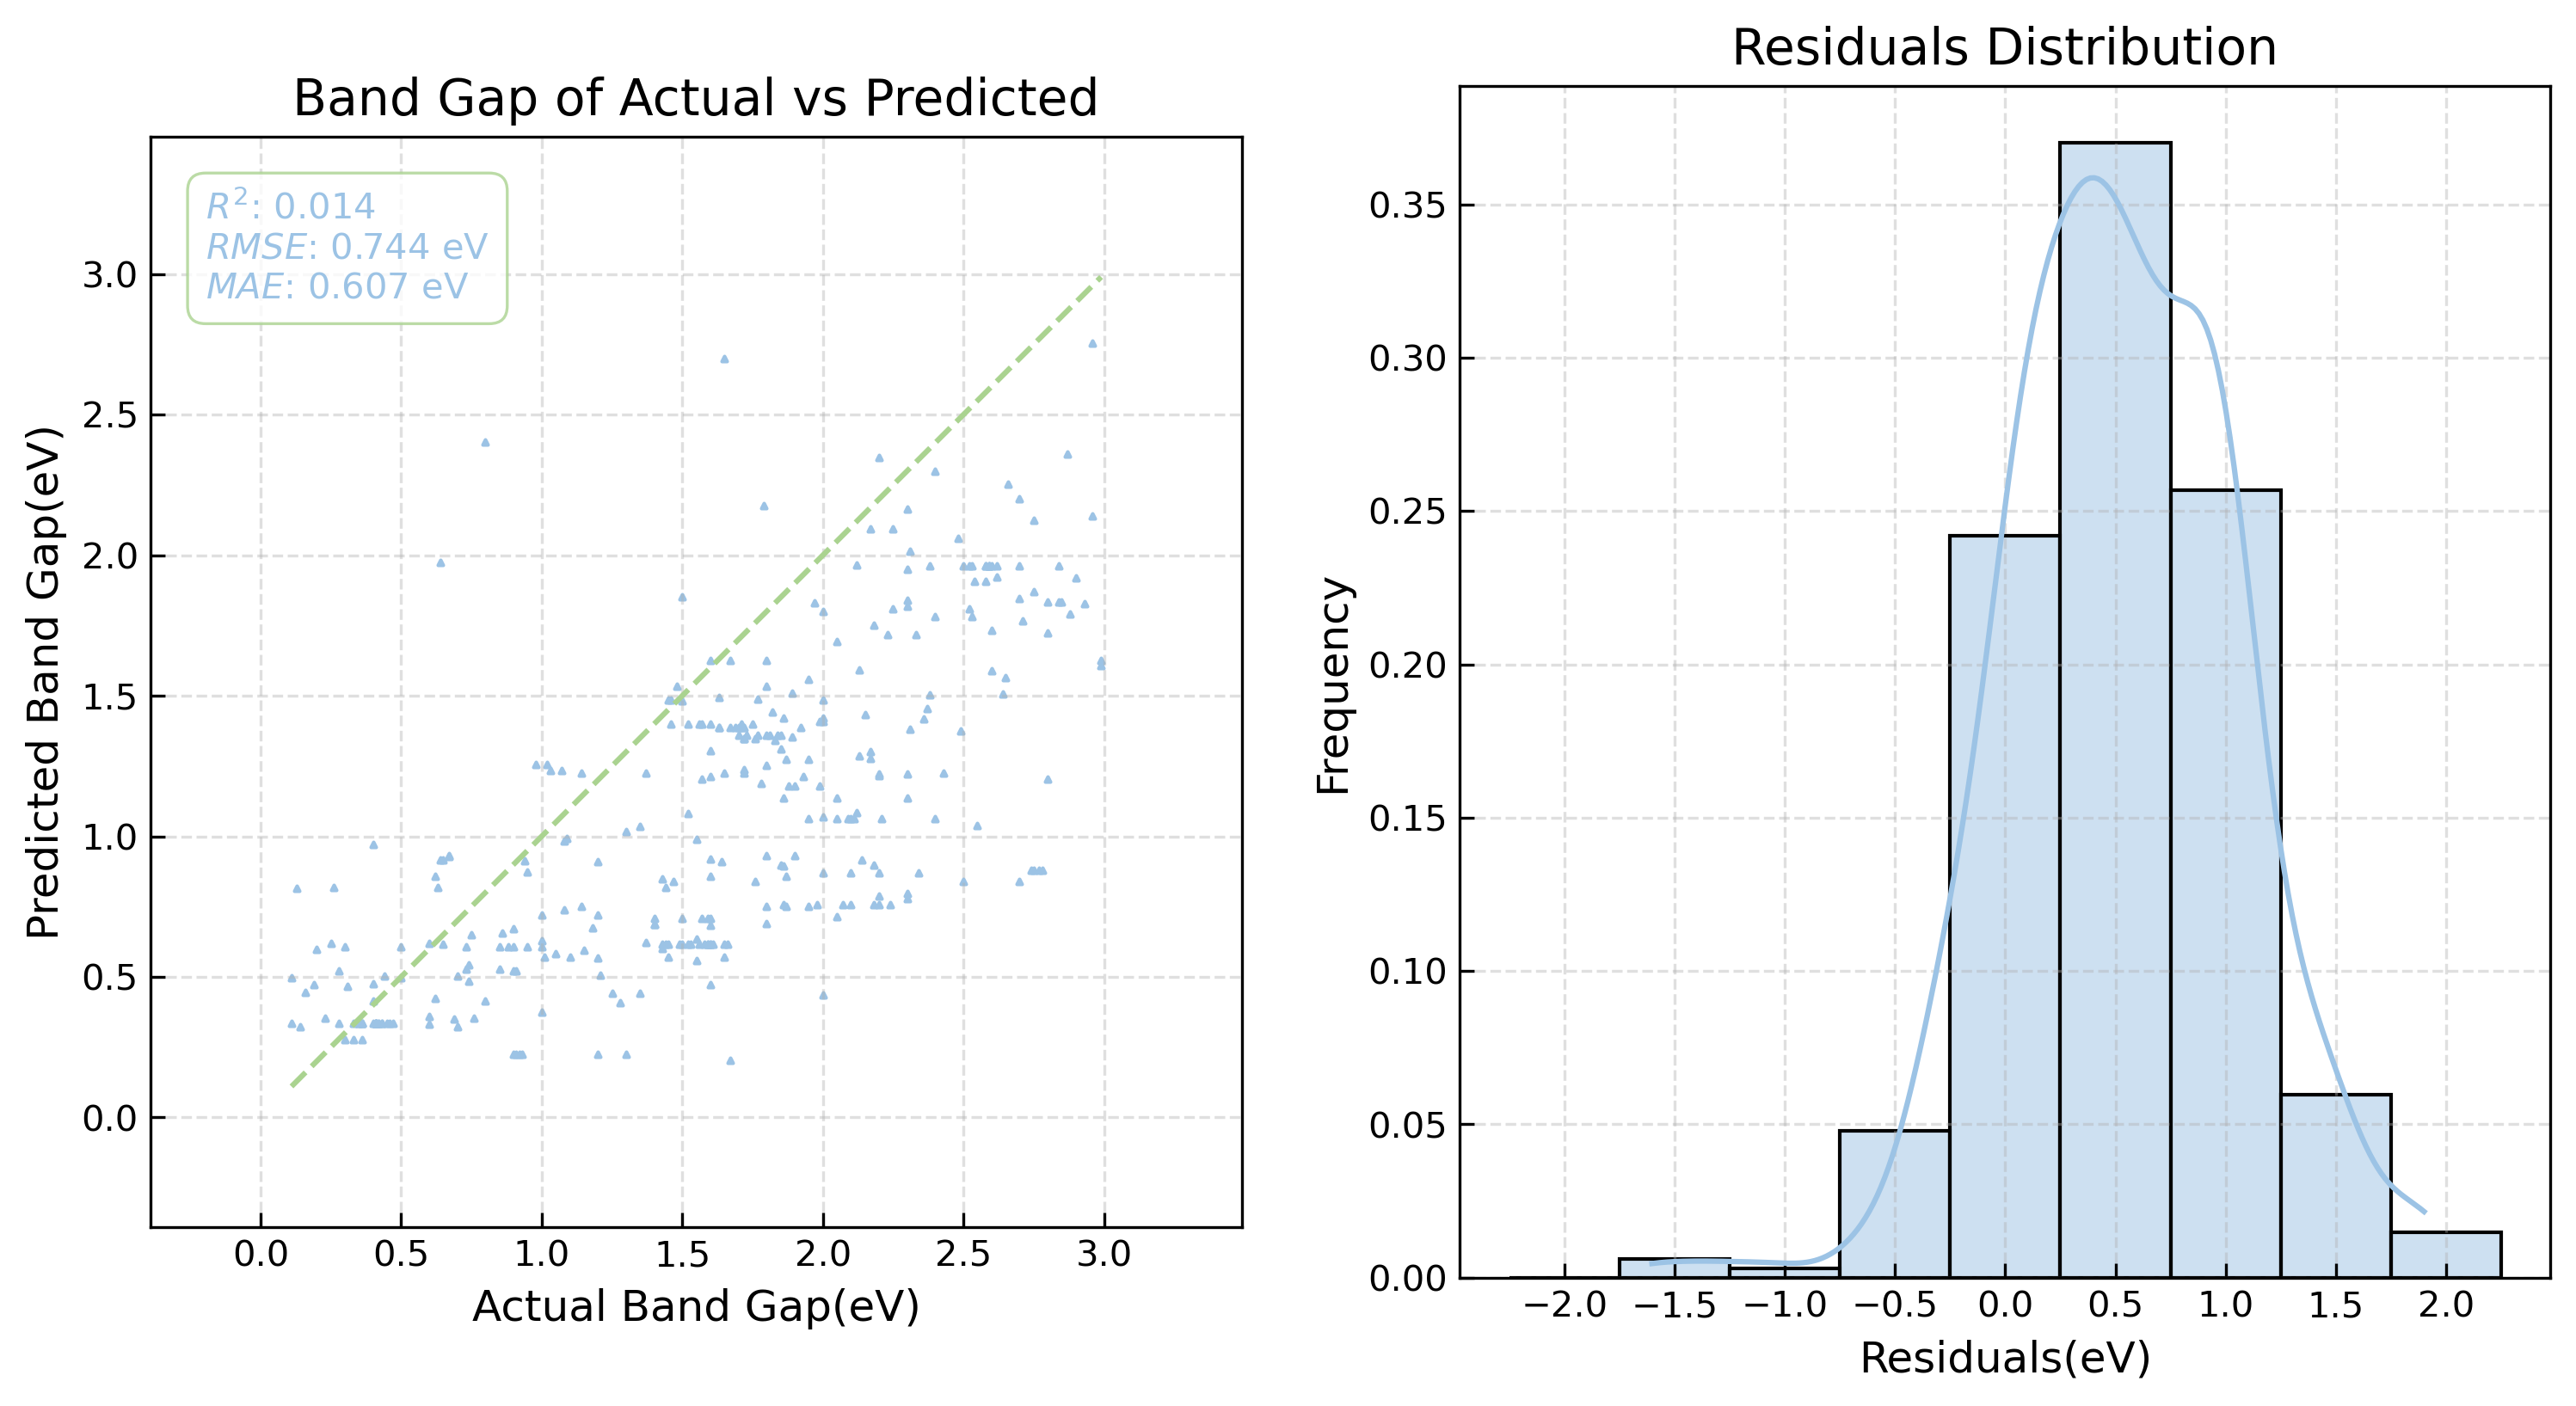 Band Gap of Actual vs Predicted
R²: 0.014
RMSE: 0.744 eV
MAE: 0.607 eV
Predicted Band Gap(eV)
3.0
2.5
2.0
1.5
1.0
0.5
0.0
0.0 0.5 1.0 1.5 2.0 2.5 3.0
Actual Band Gap(eV)
Residuals Distribution
Frequency
0.35
0.30
0.25
0.20
0.15
0.10
0.05
0.00
−2.0 −1.5 −1.0 −0.5 0.0 0.5 1.0 1.5 2.0
Residuals(eV)